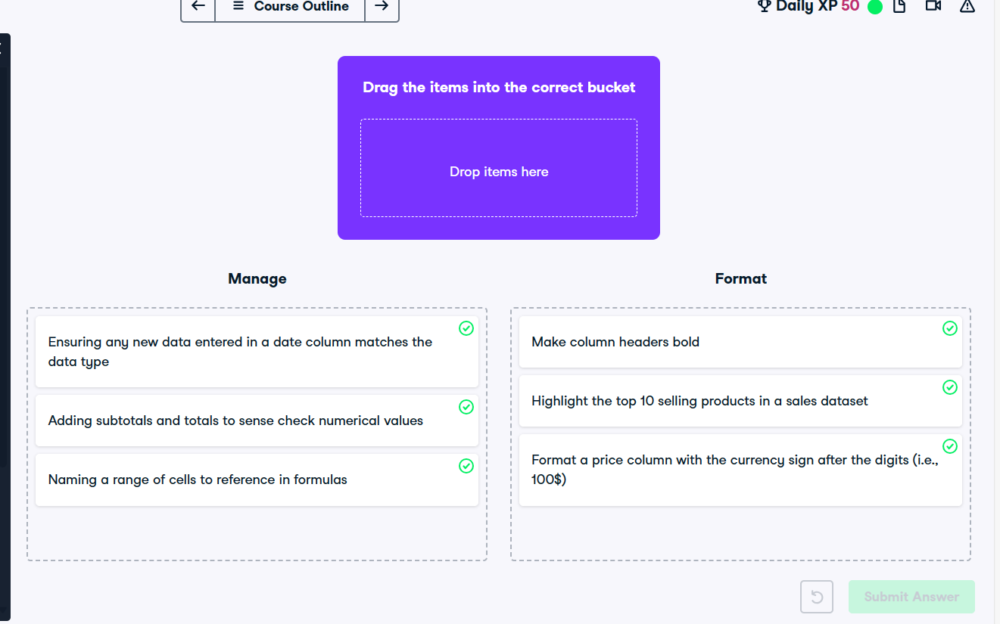 Course Outline
Daily XP 50
Drag the items into the correct bucket
Drop items here
Manage
Ensuring any new data entered in a date column matches the
data type
Adding subtotals and totals to sense check numerical values
Naming a range of cells to reference in formulas
Format
Make column headers bold
Highlight the top 10 selling products in a sales dataset
Format a price column with the currency sign after the digits (i.e.,
100$)
Submit Answer